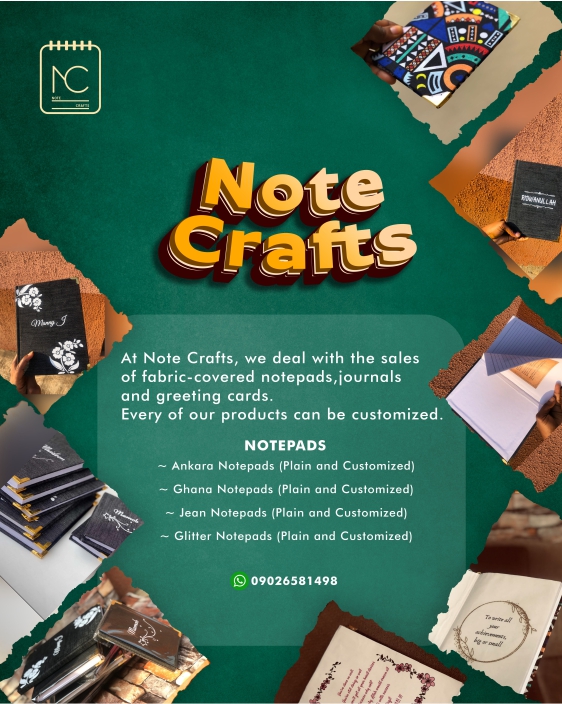 NC
NOTE
CRAFTS
Note
Crafts
RIDWANULLAH
Mummy J
At Note Crafts, we deal with the sales
of fabric-covered notepads,journals
and greeting cards.
Every of our products can be customized.
NOTEPADS
~ Ankara Notepads (Plain and Customized)
~ Ghana Notepads (Plain and Customized)
~ Jean Notepads (Plain and Customized)
~ Glitter Notepads (Plain and Customized)
09026581498
To write all
your
achievements,
big or small!